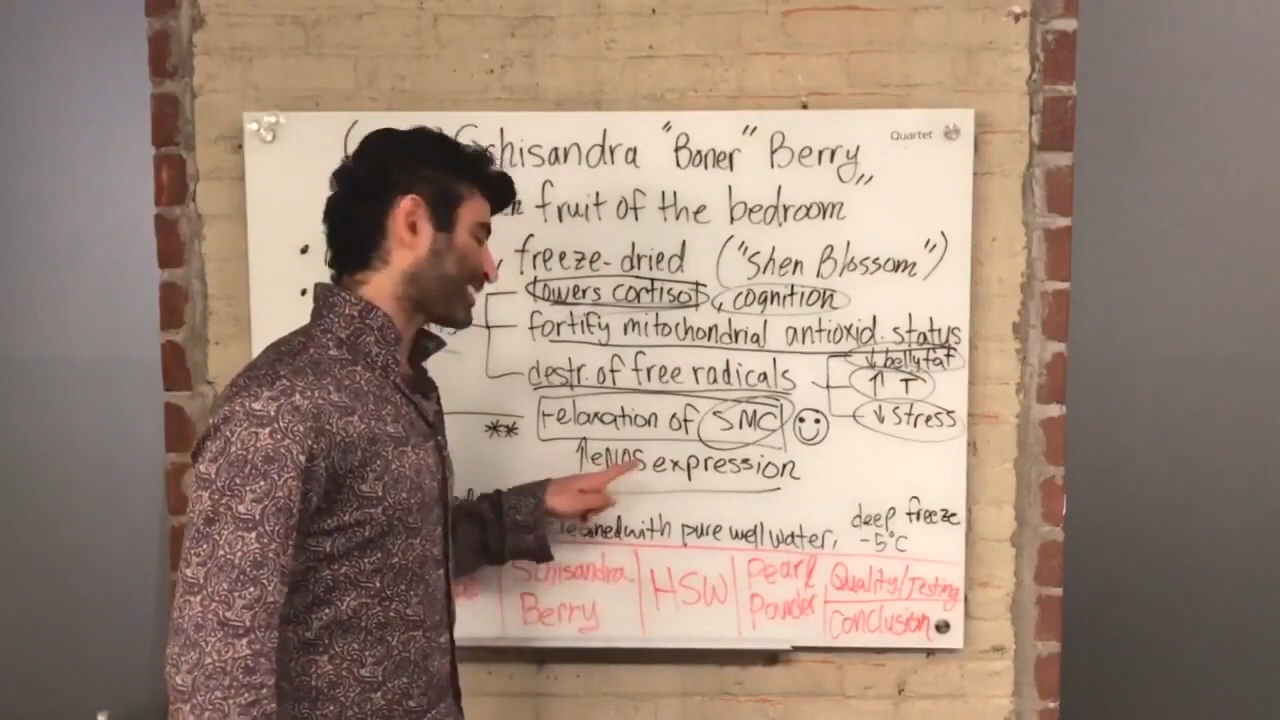 Quartet
Schisandra "Boner" Berry,,
fruit of the bedroom
freeze-dried ("Shen Blossom")
lowers cortisol, cognition
fortify mitochondrial antioxid. status
↓ bellyfat
destr. of free radicals
↑ T
** relaxation of SMC
↓ Stress
↑eNOS expression
cleaned with pure well water, deep freeze
-5°C
Schisandra Berry
HSW
Pearl Powder
Quality/Testing
Conclusion